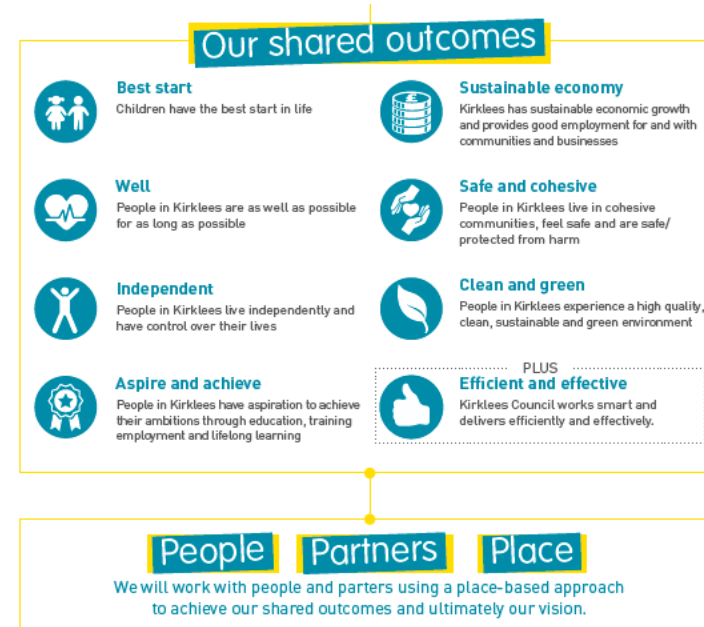 Our shared outcomes
Best start
Children have the best start in life
Well
People in Kirklees are as well as possible
for as long as possible
Independent
People in Kirklees live independently and
have control over their lives
Aspire and achieve
People in Kirklees have aspiration to achieve
their ambitions through education, training
employment and lifelong learning
Sustainable economy
Kirklees has sustainable economic growth
and provides good employment for and with
communities and businesses
Safe and cohesive
People in Kirklees live in cohesive
communities, feel safe and are safe/
protected from harm
Clean and green
People in Kirklees experience a high quality,
clean, sustainable and green environment
PLUS
Efficient and effective
Kirklees Council works smart and
delivers efficiently and effectively.
People Partners Place
We will work with people and parters using a place-based approach
to achieve our shared outcomes and ultimately our vision.